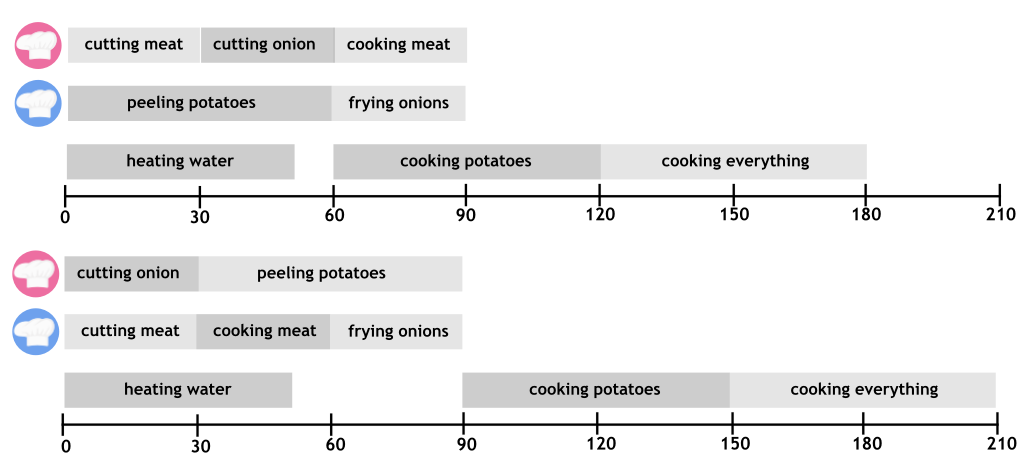 cutting meat cutting onion cooking meat
peeling potatoes frying onions
heating water cooking potatoes cooking everything
0 30 60 90 120 150 180 210
cutting onion peeling potatoes
cutting meat cooking meat frying onions
heating water cooking potatoes cooking everything
0 30 60 90 120 150 180 210